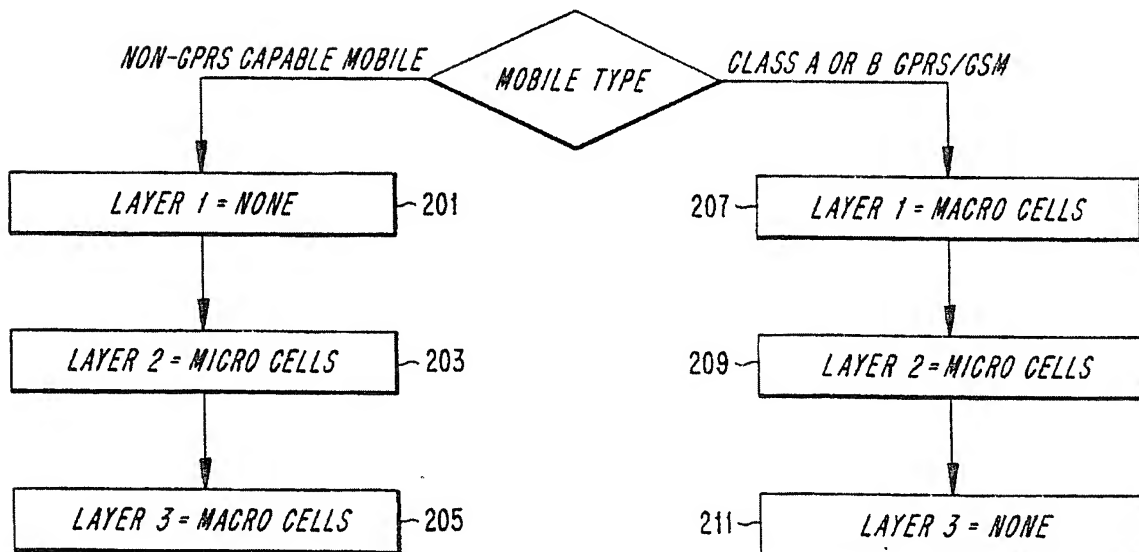 NON-GPRS CAPABLE MOBILE
MOBILE TYPE
CLASS A OR B GPRS/GSM
LAYER 1 = NONE
201
207
LAYER 1 = MACRO CELLS
LAYER 2 = MICRO CELLS
203
209
LAYER 2 = MICRO CELLS
LAYER 3 = MACRO CELLS
205
211
LAYER 3 = NONE